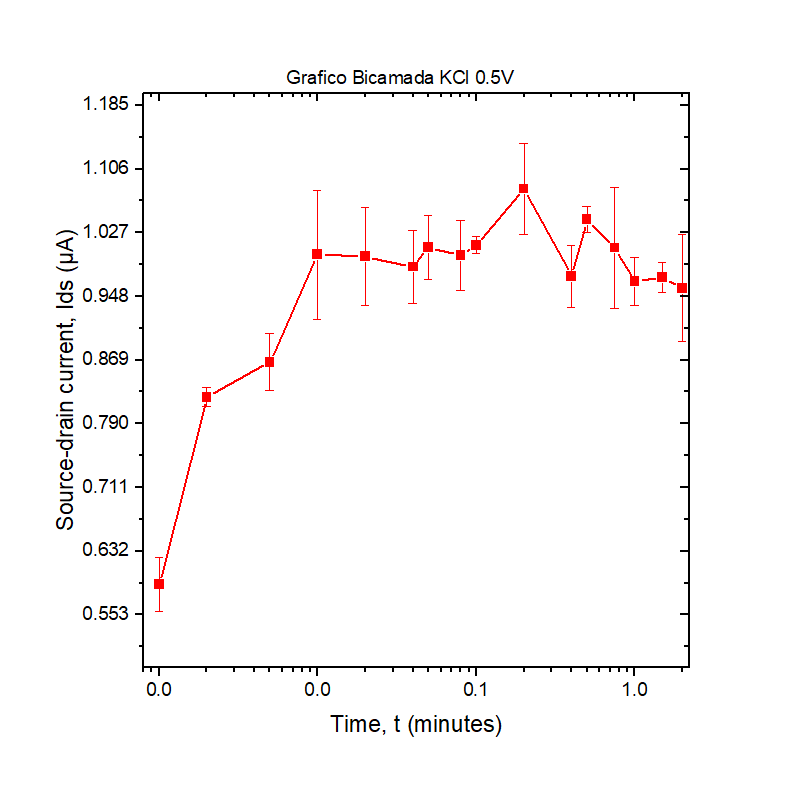 Grafico Bicamada KCl 0.5V
1.185
1.106
1.027
0.948
0.869
0.790
0.711
0.632
0.553
Source-drain current, Ids (µA)
0.0 0.0 0.1 1.0
Time, t (minutes)